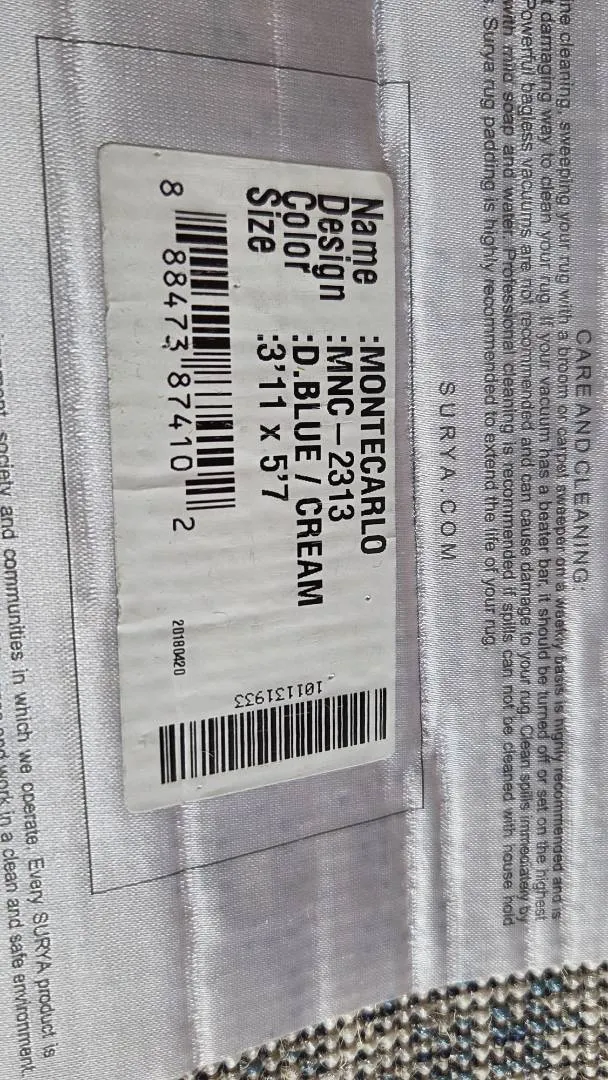 CARE AND CLEANING:
ine cleaning, sweeping your rug with a broom or carpet sweeper on a weekly basis is highly recommended and is
t damaging way to clean your rug. If your vacuum has a beater bar, it should be turned off or set on the highest
Powerful bagless vacuums are not recommended and can cause damage to your rug. Clean spills immediately by
with mild soap and water. Professional cleaning is recommended if spills can not be cleaned with house hold
s. Surya rug padding is highly recommended to extend the life of your rug.
SURYA.COM
Name :MONTECARLO
Design :MNC-2313
Color :D.BLUE / CREAM
Size :3'11 x 5'7
8 88473 87410 2
20180420
101131933
society and communities in which we operate. Every SURYA product is
and work in a clean and safe environment.